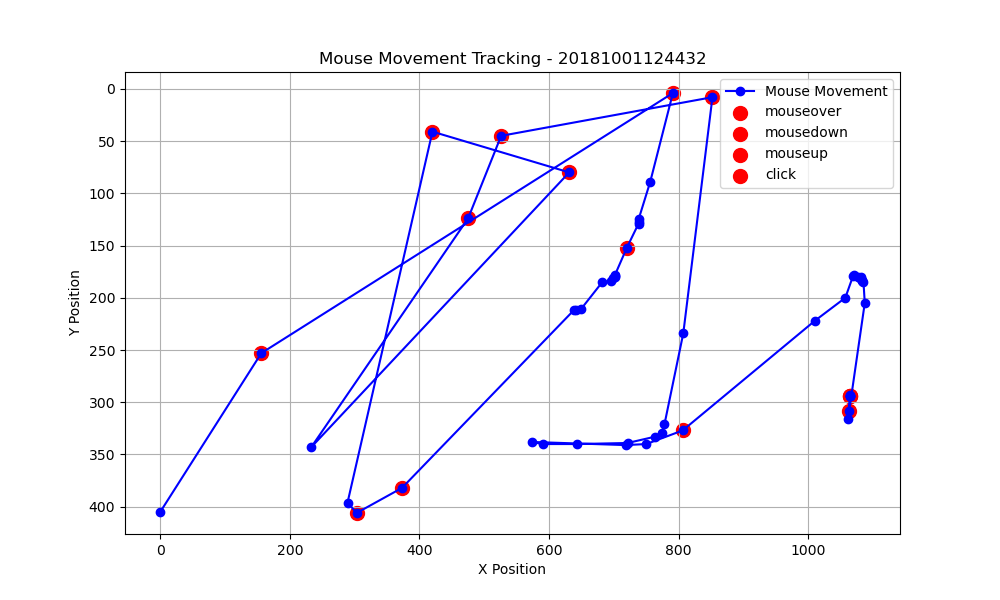 Mouse Movement Tracking - 20181001124432
Mouse Movement
mouseover
mousedown
mouseup
click
0
50
100
150
200
250
300
350
400
Y Position
0 200 400 600 800 1000
X Position